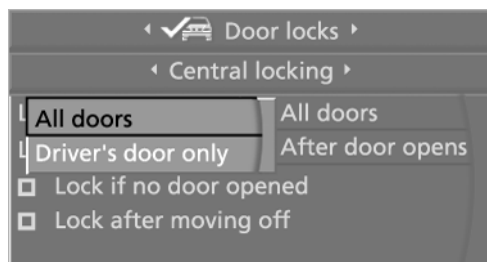 Door locks
Central locking
All doors All doors
Driver's door only After door opens
Lock if no door opened
Lock after moving off